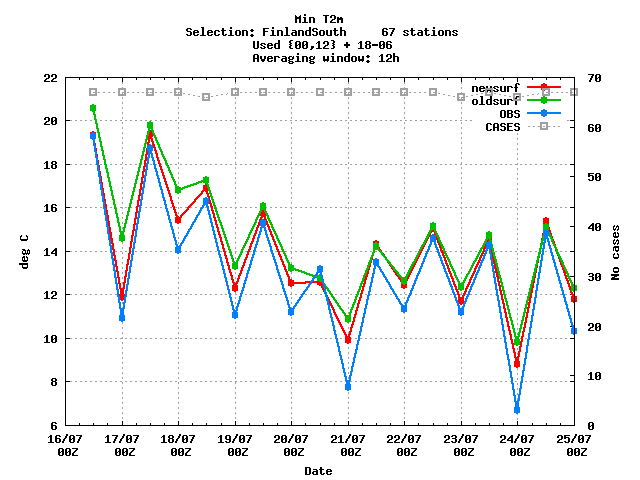 Min T2m
Selection: FinlandSouth 67 stations
Used {00,12} + 18-06
Averaging window: 12h
22 70
newsurf
oldsurf
OBS
CASES
20 60
18 50
16 40
14 30
12 20
10 10
8
6 0
deg C
No cases
16/07 17/07 18/07 19/07 20/07 21/07 22/07 23/07 24/07 25/07
00Z 00Z 00Z 00Z 00Z 00Z 00Z 00Z 00Z 00Z
Date